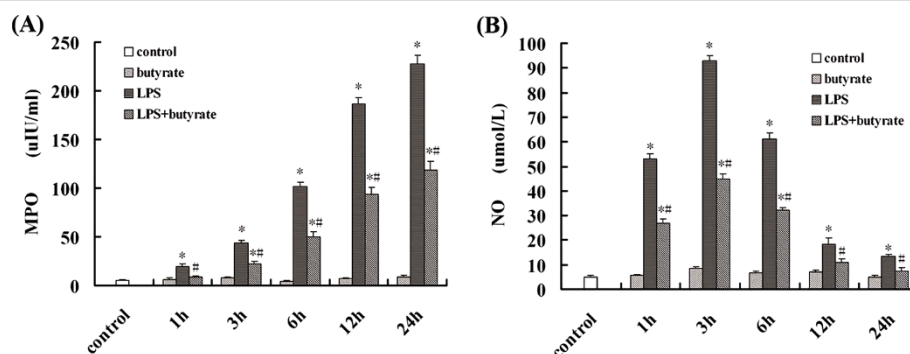 (A)
MPO (uIU/ml)
250
200
150
100
50
0
control
butyrate
LPS
LPS+butyrate
*
#
*
*#
*
*#
*
*#
*
*#
control
1h
3h
6h
12h
24h
(B)
NO (umol/L)
100
90
80
70
60
50
40
30
20
10
0
control
butyrate
LPS
LPS+butyrate
*
*#
*
*#
*
*#
*
#
*
#
control
1h
3h
6h
12h
24h